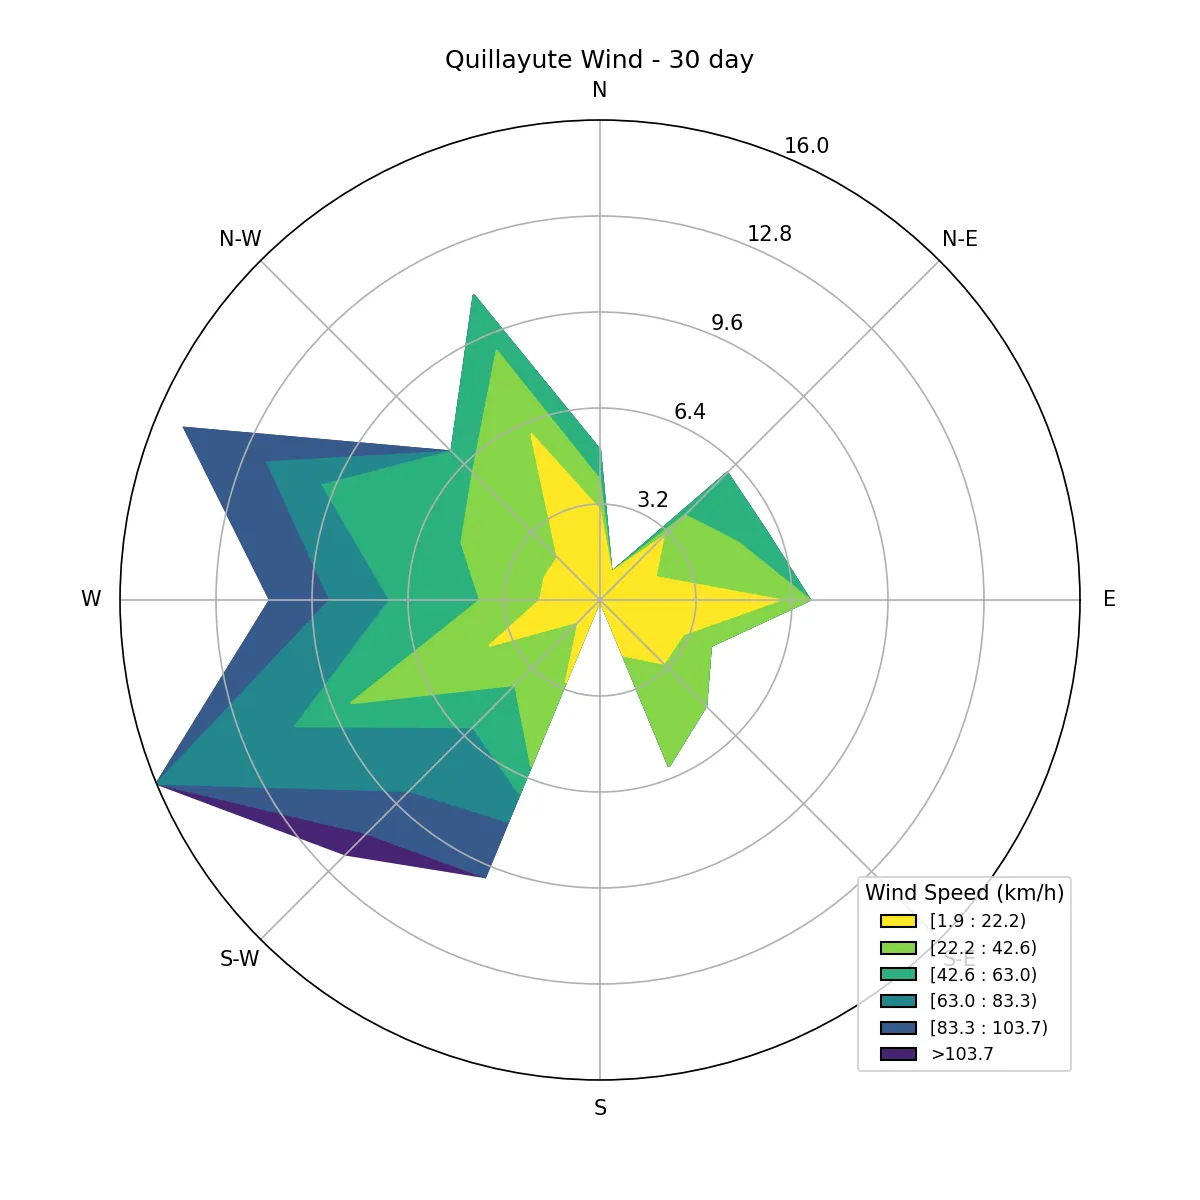 Quillayute Wind - 30 day
N
16.0
12.8
N-W
N-E
9.6
6.4
3.2
W
E
S-W
S-E
Wind Speed (km/h)
[1.9 : 22.2)
[22.2 : 42.6)
[42.6 : 63.0)
[63.0 : 83.3)
[83.3 : 103.7)
>103.7
S